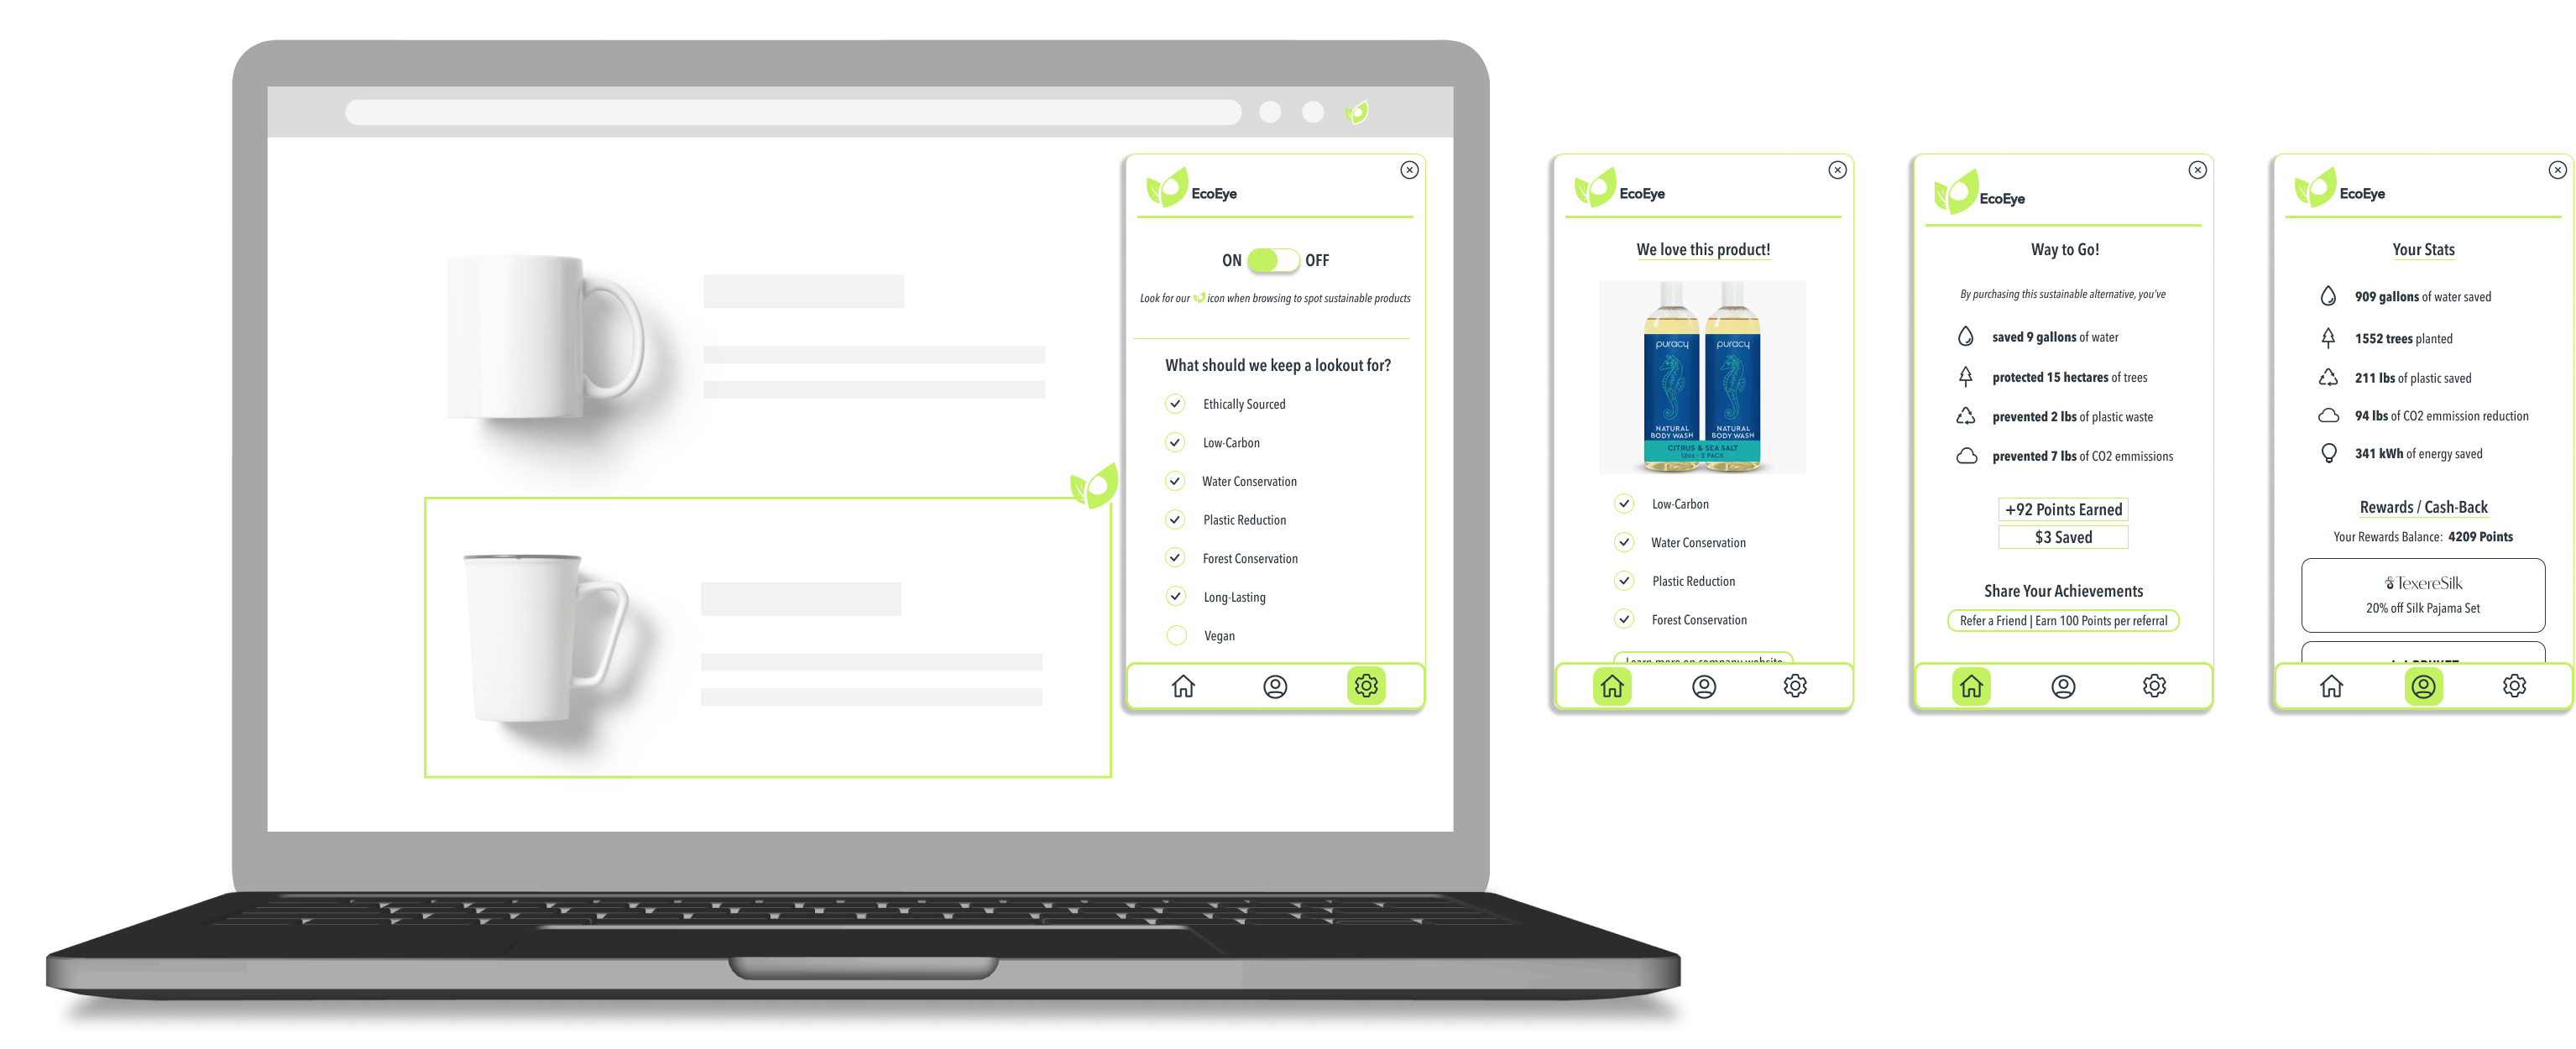 EcoEye
ON OFF
Look for our icon when browsing to spot sustainable products
What should we keep a lookout for?
Ethically Sourced
Low-Carbon
Water Conservation
Plastic Reduction
Forest Conservation
Long-Lasting
Vegan
EcoEye
We love this product!
puracy puracy
NATURAL NATURAL
BODY WASH BODY WASH
CITRUS & SEA SALT
12oz - 2 PACK
Low-Carbon
Water Conservation
Plastic Reduction
Forest Conservation
Learn more on company website
EcoEye
Way to Go!
By purchasing this sustainable alternative, you've
saved 9 gallons of water
protected 15 hectares of trees
prevented 2 lbs of plastic waste
prevented 7 lbs of CO2 emmissions
+92 Points Earned
$3 Saved
Share Your Achievements
Refer a Friend | Earn 100 Points per referral
EcoEye
Your Stats
909 gallons of water saved
1552 trees planted
211 lbs of plastic saved
94 lbs of CO2 emmission reduction
341 kWh of energy saved
Rewards / Cash-Back
Your Rewards Balance: 4209 Points
TexereSilk
20% off Silk Pajama Set